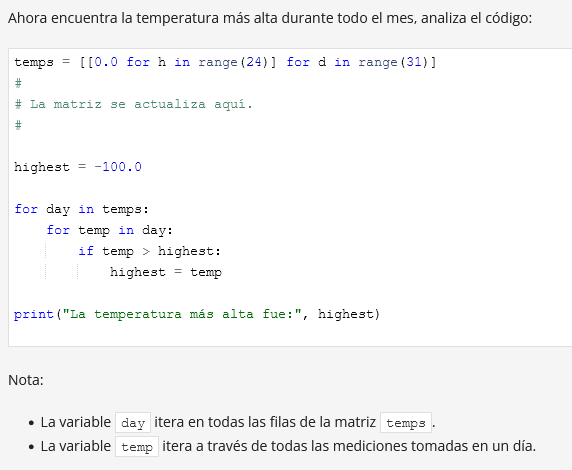 Ahora encuentra la temperatura más alta durante todo el mes, analiza el código:
temps = [[0.0 for h in range(24)] for d in range(31)]
#
# La matriz se actualiza aquí.
#
highest = -100.0
for day in temps:
    for temp in day:
        if temp > highest:
            highest = temp
print("La temperatura más alta fue:", highest)
Nota:
• La variable day itera en todas las filas de la matriz temps.
• La variable temp itera a través de todas las mediciones tomadas en un día.